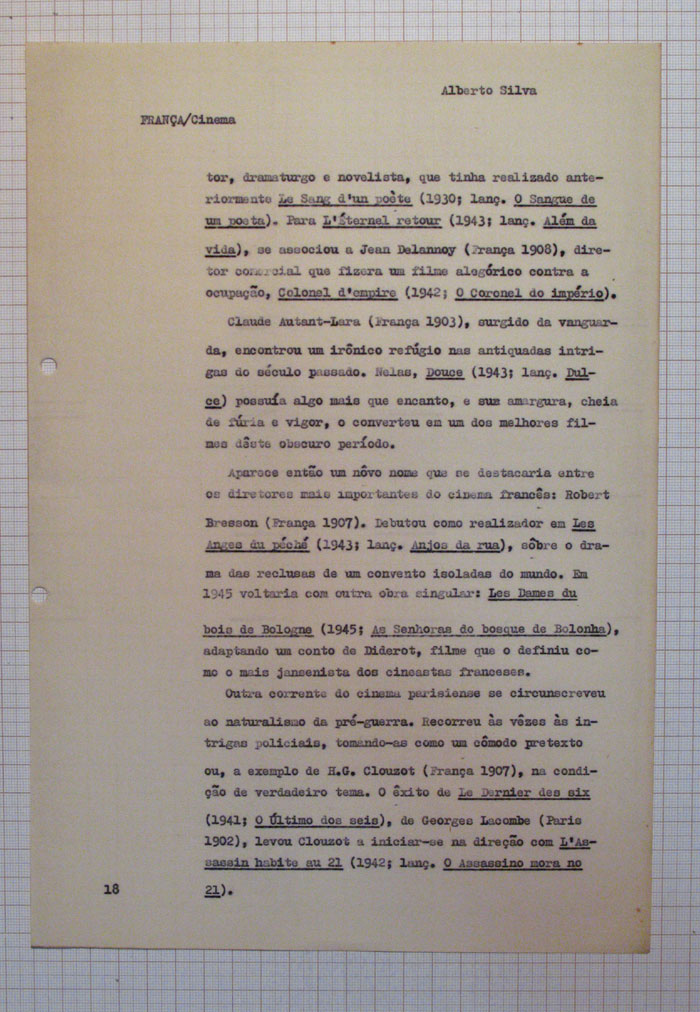 Alberto Silva
FRANÇA/Cinema
tor, dramaturgo e novelista, que tinha realizado ante-
riormente Le Sang d'un poète (1930; lanç. O Sangue de
um poeta). Para L'Éternel retour (1943; lanç. Além da
vida), se associou a Jean Delannoy (França 1908), dire-
tor comercial que fizera um filme alegórico contra a
ocupação, Colonel d'empire (1942; O Coronel do império).
Claude Autant-Lara (França 1903), surgido da vanguar-
da, encontrou um irônico refúgio nas antiquadas intri-
gas do século passado. Nelas, Douce (1943; lanç. Dul-
ce) possuía algo mais que encanto, e sua amargura, cheia
de fúria e vigor, o converteu em um dos melhores fil-
mes dêste obscuro período.
Aparece então um nôvo nome que se destacaria entre
os diretores mais importantes do cinema francês: Robert
Bresson (França 1907). Debutou como realizador em Les
Anges du péché (1943; lanç. Anjos da rua), sôbre o dra-
ma das reclusas de um convento isoladas do mundo. Em
1945 voltaria com outra obra singular: Les Dames du
bois de Bologne (1945; As Senhoras do bosque de Bolonha),
adaptando um conto de Diderot, filme que o definiu co-
mo o mais jansenista dos cineastas franceses.
Outra corrente do cinema parisiense se circunscreveu
ao naturalismo da pré-guerra. Recorreu às vêzes às in-
trigas policiais, tomando-as como um cômodo pretexto
ou, a exemplo de H.G. Clouzot (França 1907), na condi-
ção de verdadeiro tema. O êxito de Le Dernier des six
(1941; O Último dos seis), de Georges Lacombe (Paris
1902), levou Clouzot a iniciar-se na direção com L'As-
sassin habite au 21 (1942; lanç. O Assassino mora no
21).
18